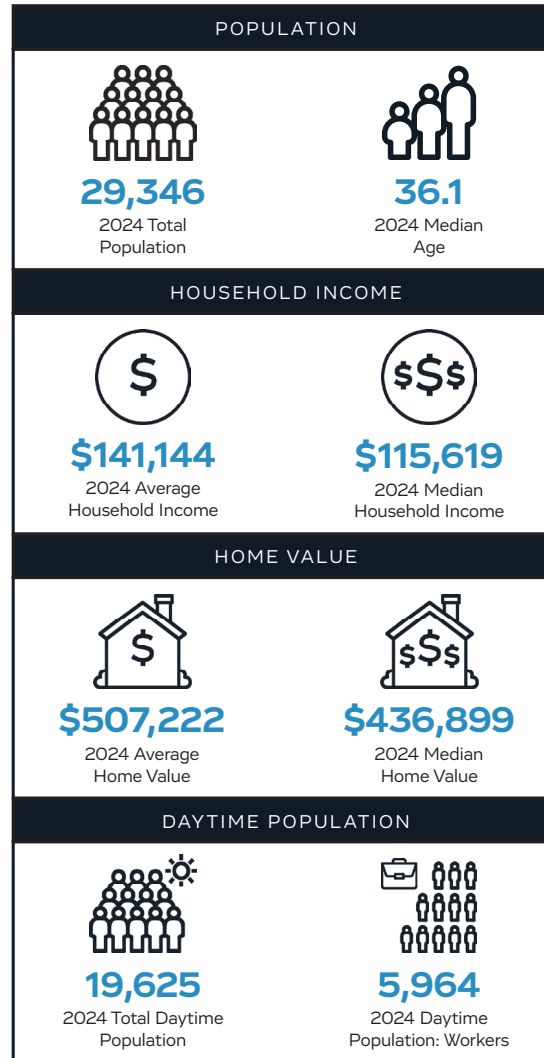 POPULATION
29,346
2024 Total
Population
36.1
2024 Median
Age
HOUSEHOLD INCOME
$
$141,144
2024 Average
Household Income
$$$
$115,619
2024 Median
Household Income
HOME VALUE
$
$507,222
2024 Average
Home Value
$$$
$436,899
2024 Median
Home Value
DAYTIME POPULATION
19,625
2024 Total Daytime
Population
5,964
2024 Daytime
Population: Workers